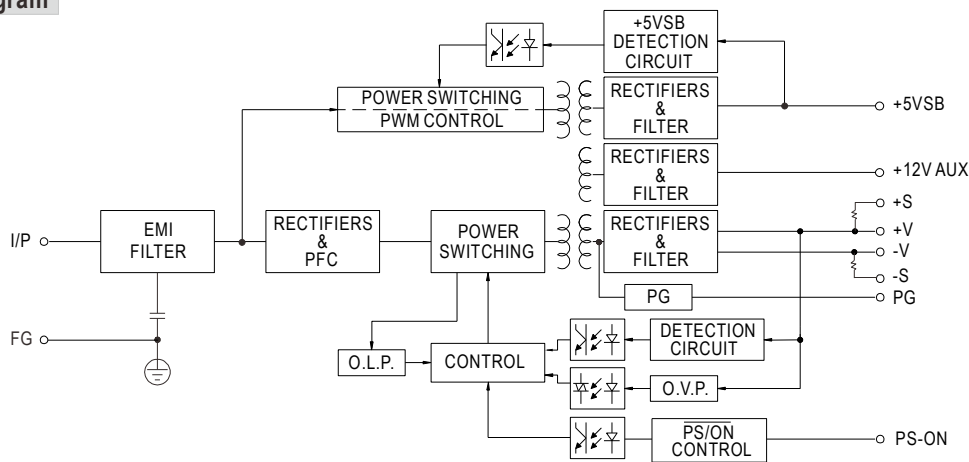 gram
+5VSB
DETECTION
CIRCUIT
POWER SWITCHING
PWM CONTROL
RECTIFIERS
&
FILTER
+5VSB
RECTIFIERS
&
FILTER
+12V AUX
I/P
EMI
FILTER
RECTIFIERS
&
PFC
POWER
SWITCHING
RECTIFIERS
&
FILTER
+S
+V
-V
-S
PG
PG
FG
O.L.P.
CONTROL
DETECTION
CIRCUIT
O.V.P.
PS/ON
CONTROL
PS-ON